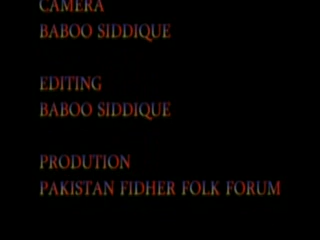 CAMERA
BABOO SIDDIQUE
EDITING
BABOO SIDDIQUE
PRODUTION
PAKISTAN FIDHER FOLK FORUM